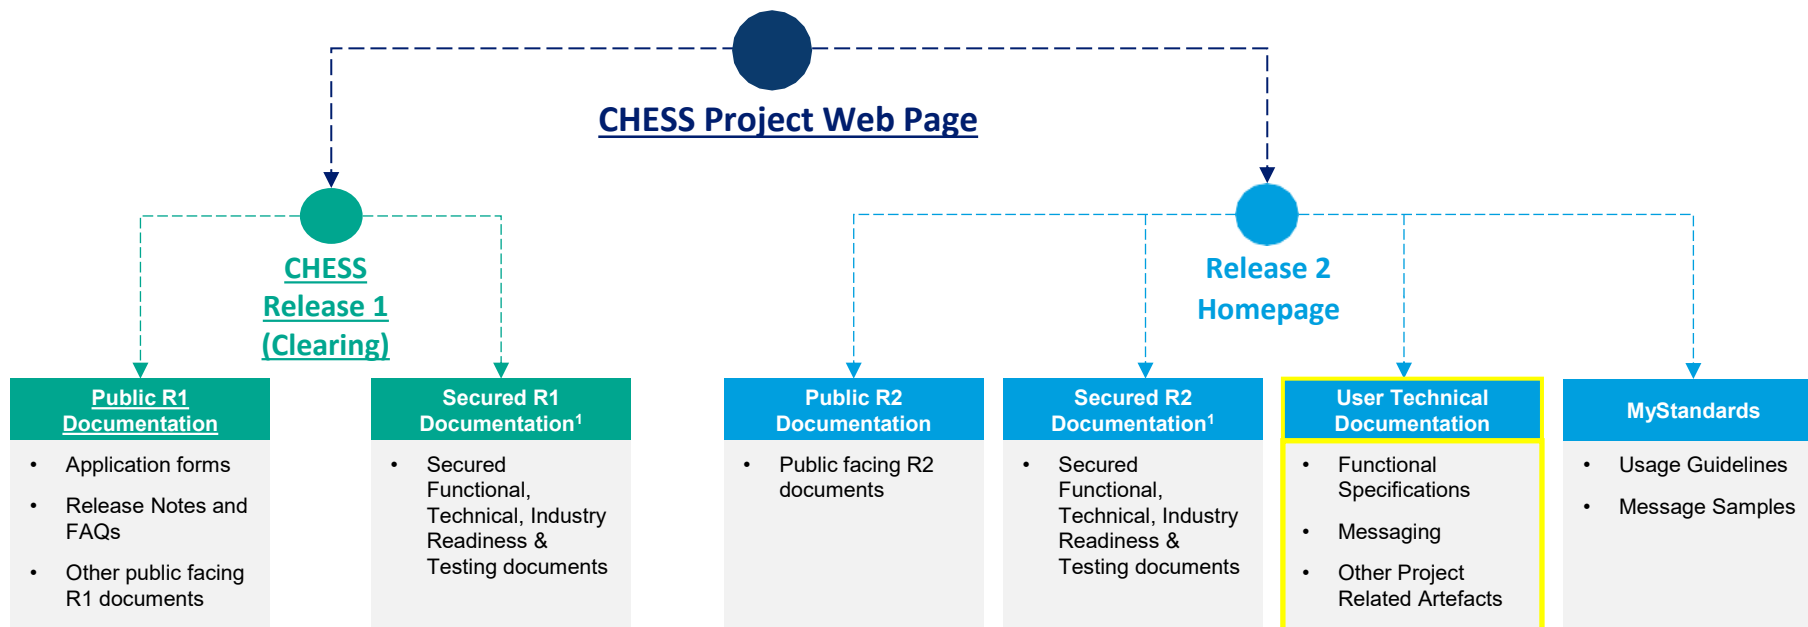 CHESS Project Web Page
CHESS
Release 1
(Clearing)
Release 2
Homepage
Public R1
Documentation
• Application forms
• Release Notes and
FAQs
• Other public facing
R1 documents
Secured R1
Documentation¹
• Secured
Functional,
Technical, Industry
Readiness &
Testing documents
Public R2
Documentation
• Public facing R2
documents
Secured R2
Documentation¹
• Secured
Functional,
Technical, Industry
Readiness &
Testing documents
User Technical
Documentation
• Functional
Specifications
• Messaging
• Other Project
Related Artefacts
MyStandards
• Usage Guidelines
• Message Samples